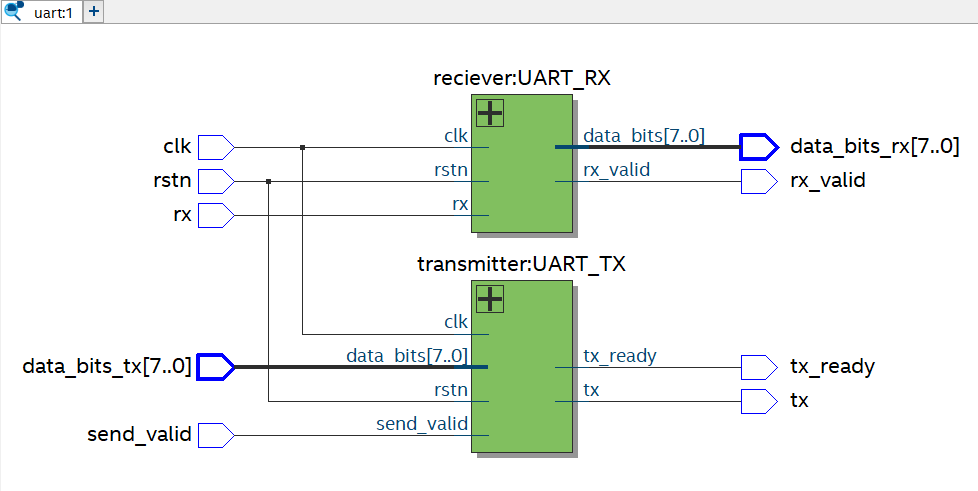 uart:1
reciever:UART_RX
clk
clk
data_bits[7..0]
data_bits_rx[7..0]
rstn
rstn
rx_valid
rx_valid
rx
rx
transmitter:UART_TX
clk
data_bits_tx[7..0]
data_bits[7..0]
tx_ready
tx_ready
rstn
tx
tx
send_valid
send_valid